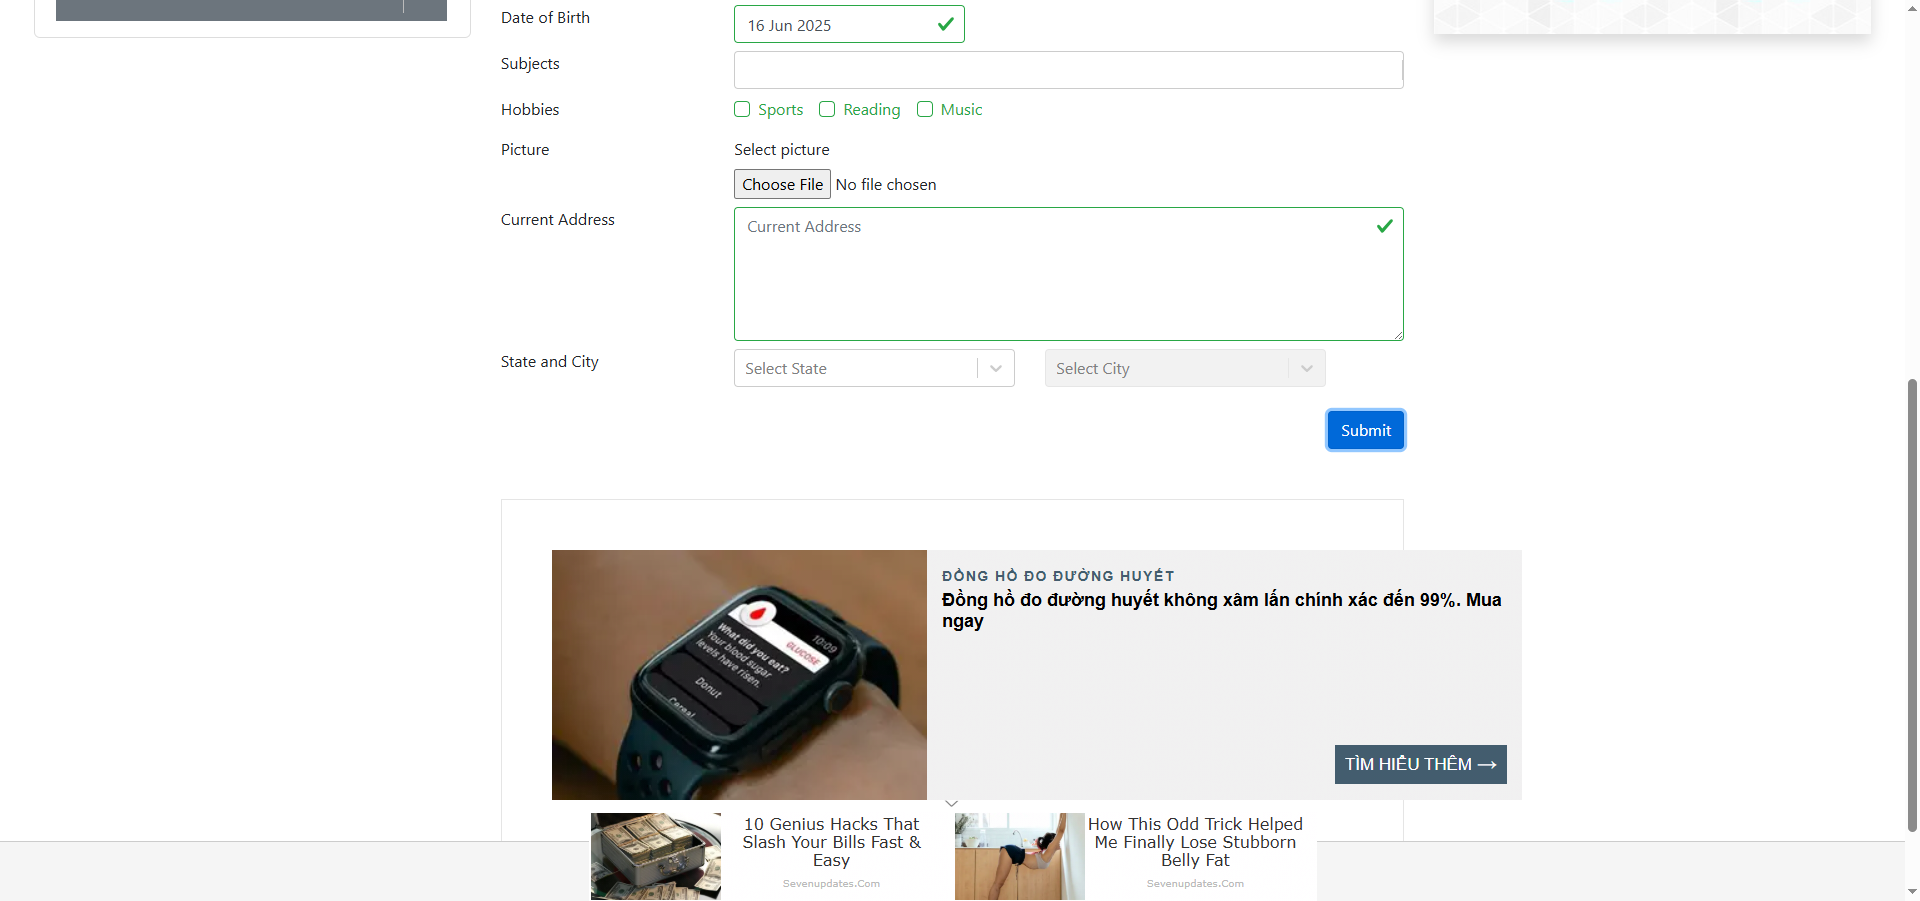 Date of Birth
16 Jun 2025
Subjects
Hobbies
Sports
Reading
Music
Picture
Select picture
Choose File No file chosen
Current Address
Current Address
State and City
Select State
Select City
Submit
10:09
GLUCOSE
What did you eat?
Your blood sugar
levels have risen.
Donut
Cereal
ĐỒNG HỒ ĐO ĐƯỜNG HUYẾT
Đồng hồ đo đường huyết không xâm lấn chính xác đến 99%. Mua
ngay
TÌM HIỂU THÊM →
10 Genius Hacks That
Slash Your Bills Fast &
Easy
Sevenupdates.Com
How This Odd Trick Helped
Me Finally Lose Stubborn
Belly Fat
Sevenupdates.Com